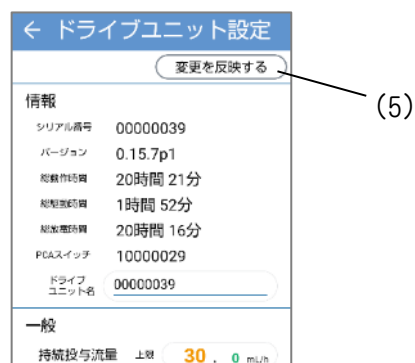 ← ドライブユニット設定
変更を反映する
(5)
情報
シリアル番号 00000039
バージョン 0.15.7p1
総動作時間 20時間 21分
総駆動時間 1時間 52分
総放置時間 20時間 16分
PCAスイッチ 10000029
ドライブ
ユニット名 00000039
一般
持続投与流量 上限 30 . 0 mL/h